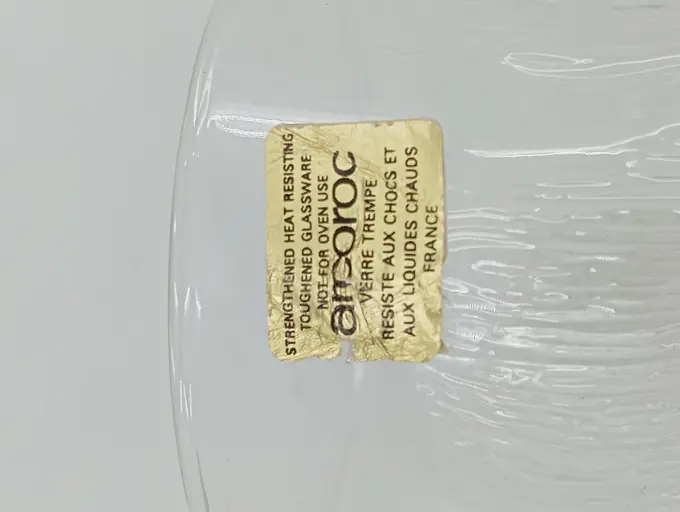 STRENGTHENED HEAT RESISTING
TOUGHENED GLASSWARE
NOT FOR OVEN USE
arcoroc
VERRE TREMPE
RESISTE AUX CHOCS ET
AUX LIQUIDES CHAUDS
FRANCE